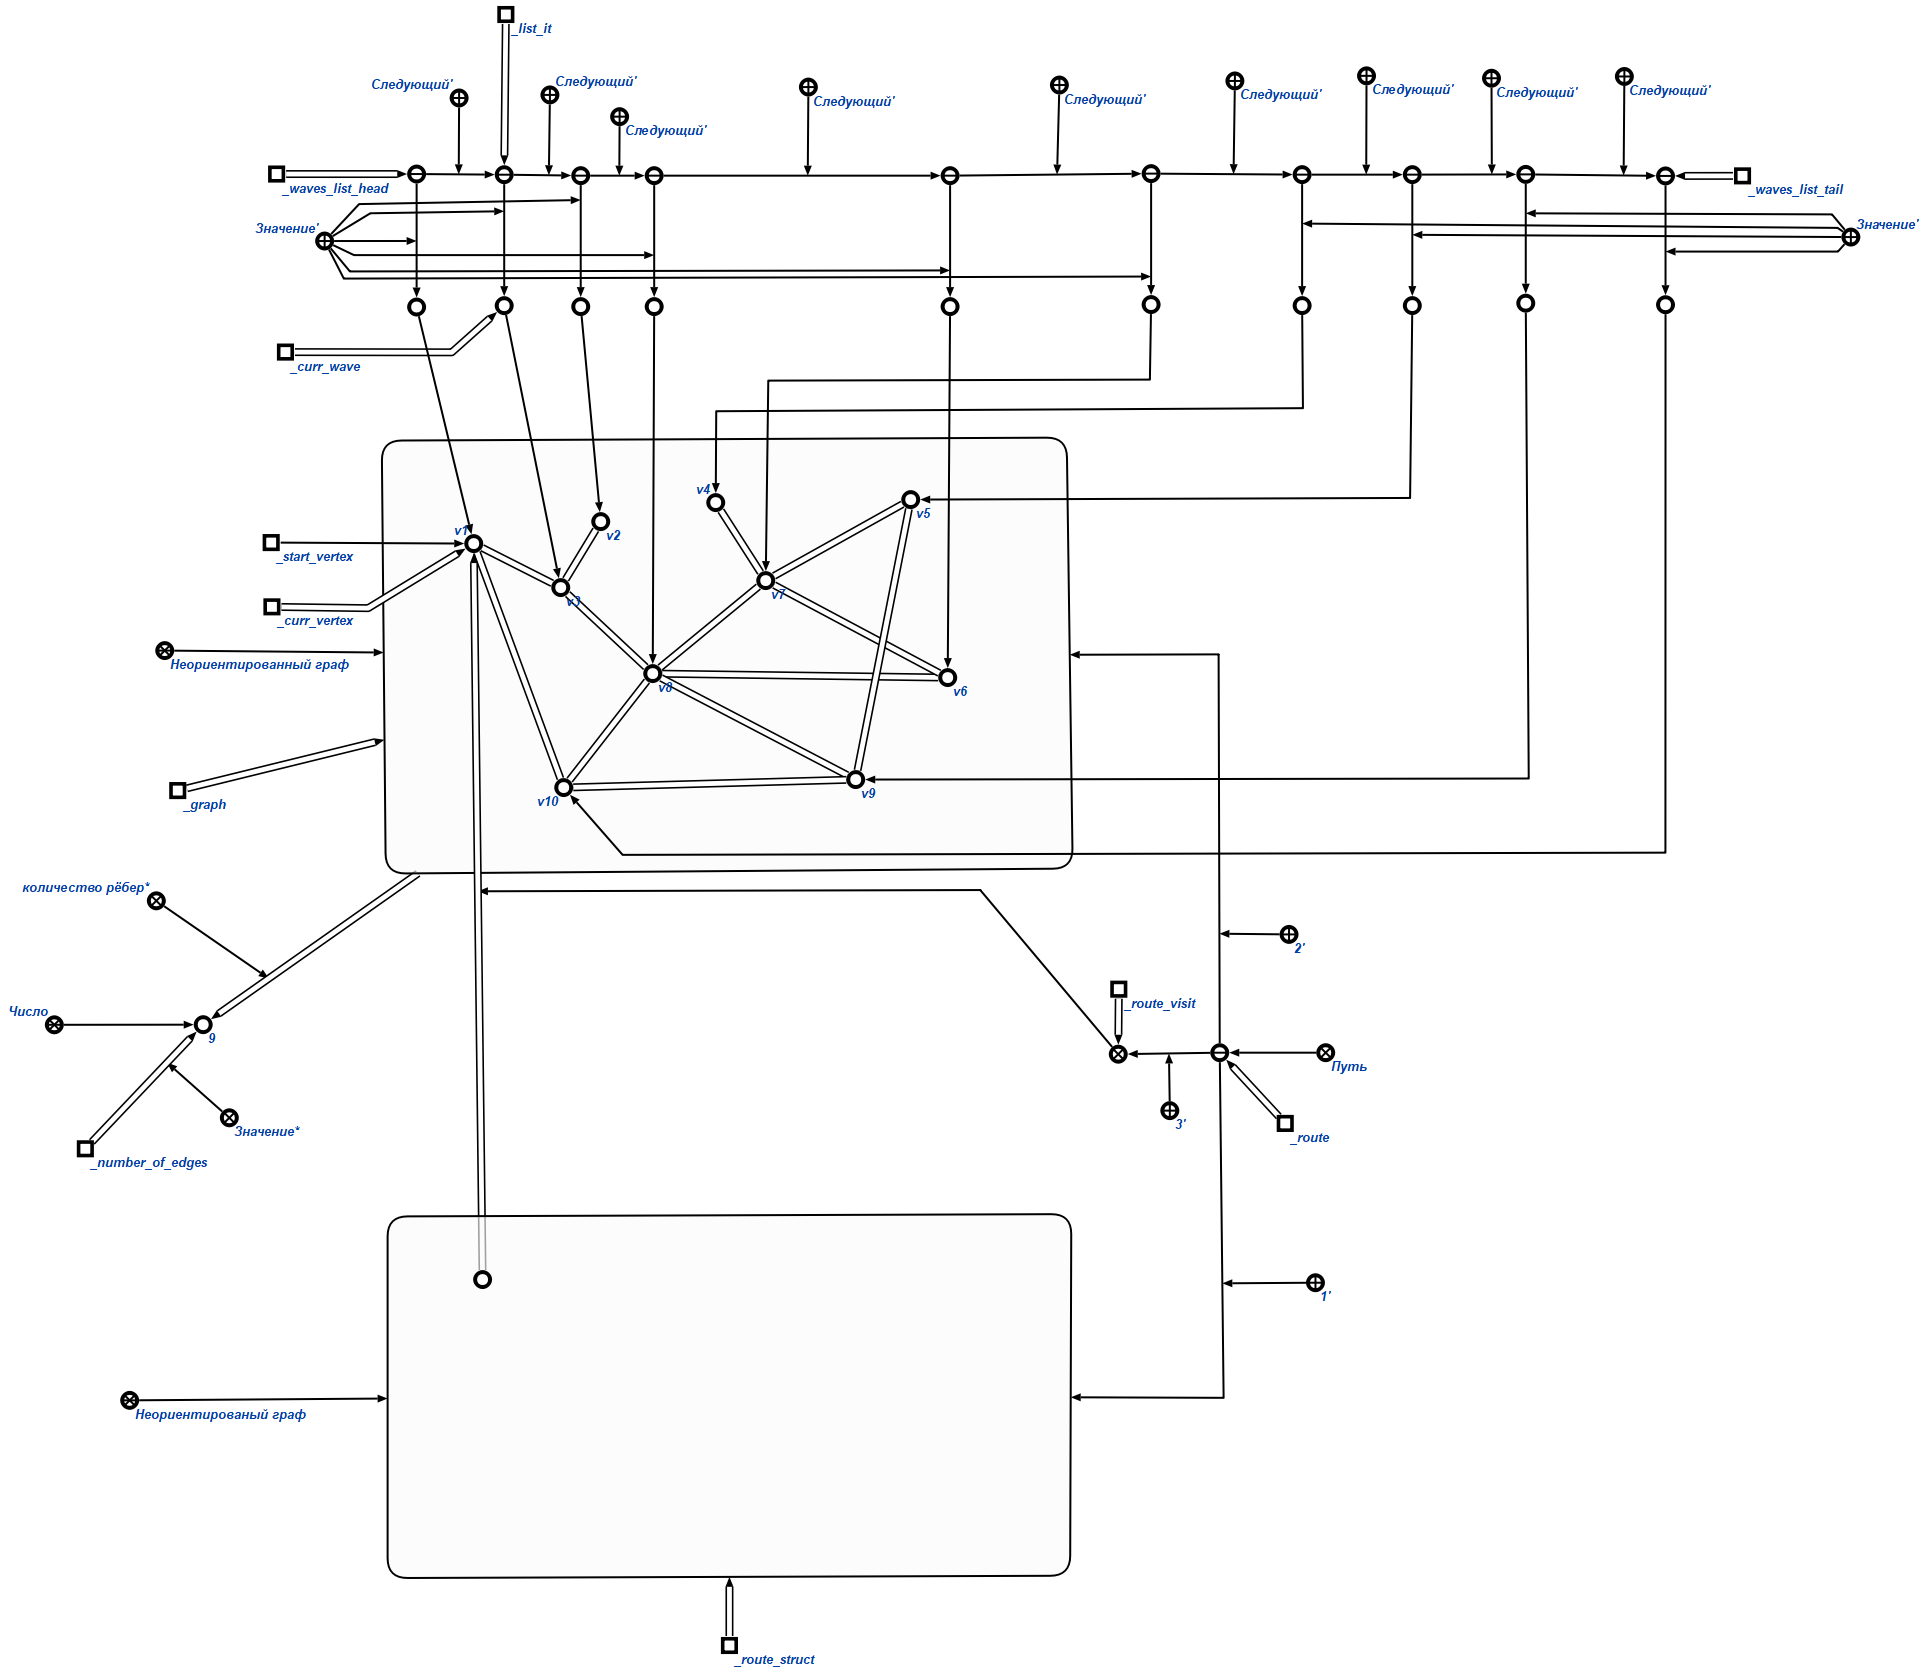 _list_it
Следующий'
Следующий'
Следующий'
Следующий'
Следующий'
Следующий'
Следующий'
Следующий'
Следующий'
_waves_list_head
_waves_list_tail
Значение'
Значение'
_curr_wave
v4
v5
v1
v2
_start_vertex
v7
v3
_curr_vertex
Неориентированный граф
v8
v6
_graph
v10
v9
количество рёбер*
2'
_route_visit
Число
9
Путь
3'
Значение*
_route
_number_of_edges
1'
Неориентированый граф
_route_struct